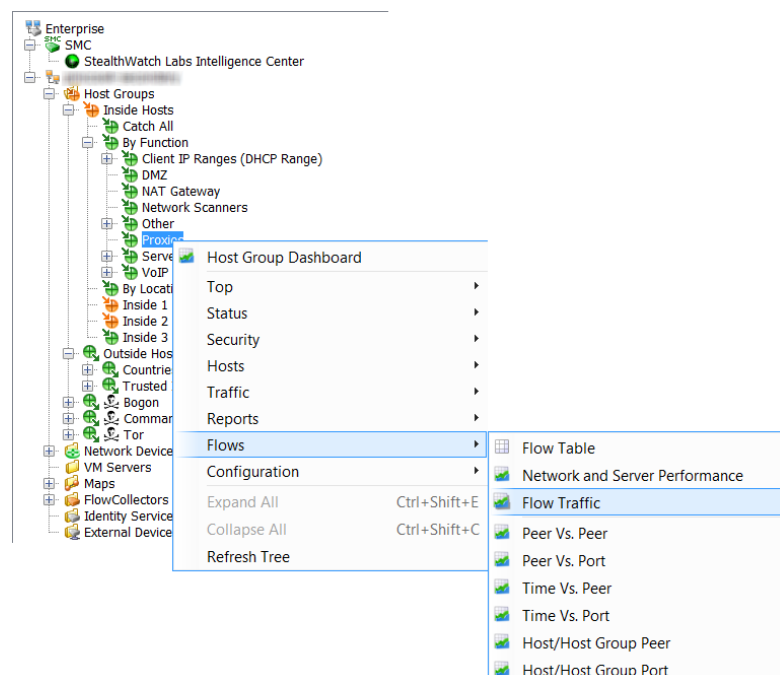 Enterprise
SMC
SMC
StealthWatch Labs Intelligence Center
Host Groups
Inside Hosts
Catch All
By Function
Client IP Ranges (DHCP Range)
DMZ
NAT Gateway
Network Scanners
Other
Proxies
Serve
VoIP
By Locati
Inside 1
Inside 2
Inside 3
Outside Hos
Countrie
Trusted
Bogon
Comman
Tor
Network Device
VM Servers
Maps
FlowCollectors
Identity Service
External Device
Host Group Dashboard
Top
Status
Security
Hosts
Traffic
Reports
Flows
Configuration
Expand All Ctrl+Shift+E
Collapse All Ctrl+Shift+C
Refresh Tree
Flow Table
Network and Server Performance
Flow Traffic
Peer Vs. Peer
Peer Vs. Port
Time Vs. Peer
Time Vs. Port
Host/Host Group Peer
Host/Host Group Port